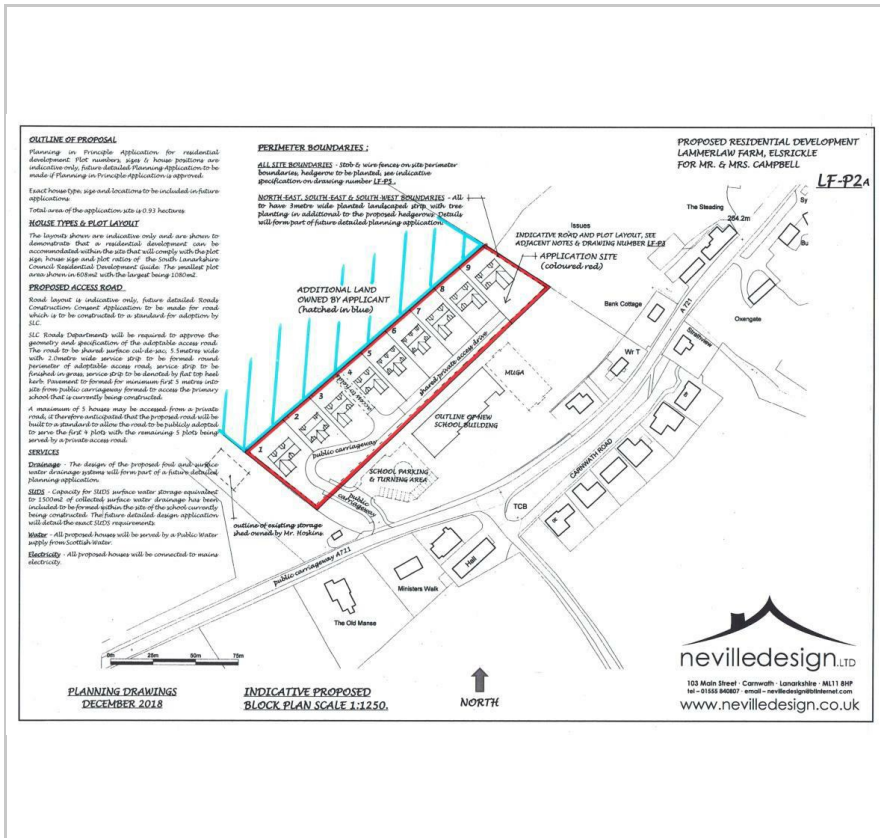 OUTLINE OF PROPOSAL
Planning in Principle Application for residential
development. Plot numbers, sizes & house positions are
indicative only, future detailed Planning Application to be
made if Planning in Principle Application is approved.
Exact house type, size and locations to be included in future
applications.
Total area of the application site is 0.93 hectares
HOUSE TYPES & PLOT LAYOUT
The layouts shown are indicative only and are shown to
demonstrate that a residential development can be
accommodated within the site that will comply with the plot
size, house size and plot ratios of the South Lanarkshire
Council Residential Development Guide. The smallest plot
area shown in 608m2 with the largest being 1080m2.
PROPOSED ACCESS ROAD
Road layout is indicative only, future detailed Roads
Construction Consent Application to be made for road
which is to be constructed to a standard for adoption by
SLC.
SLC Roads Departments will be required to approve the
geometry and specification of the adoptable access road.
The road to be shared surface cul-de-sac, 5.5metres wide
with 2.0metre wide service strip to be formed round
perimeter of adoptable access road, service strip to be
finished in grass, service strip to be denoted by flat top heel
kerb. Pavement to formed for minimum first 5 metres into
site from public carriageway formed to access the primary
school that is currently being constructed.
A maximum of 5 houses may be accessed from a private
road, it therefore anticipated that the proposed road will be
built to a standard to allow the road to be publicly adopted
to serve the first 4 plots with the remaining 5 plots being
served by a private access road.
SERVICES
Drainage - The design of the proposed foul and surface
water drainage systems will form part of a future detailed
planning application.
SUDS - Capacity for SUDS surface water storage equivalent
to 1500m2 of collected surface water drainage has been
included to be formed within the site of the school currently
being constructed. The future detailed design application
will detail the exact SUDS requirements.
Water - All proposed houses will be served by a Public Water
supply from Scottish Water.
Electricity - All proposed houses will be connected to mains
electricity.
PERIMETER BOUNDARIES :
ALL SITE BOUNDARIES - Stob & wire fences on site perimeter
boundaries, hedgerow to be planted, see indicative
specification on drawing number LF-P5.
NORTH-EAST, SOUTH-EAST & SOUTH-WEST BOUNDARIES - All
to have 3metre wide planted landscaped strip with tree
planting in additional to the proposed hedgerow. Details
will form part of future detailed planning application
PROPOSED RESIDENTIAL DEVELOPMENT
LAMMERLAW FARM, ELSRICKLE
FOR MR. & MRS. CAMPBELL
LF-P2A
The Steading
264.2m
Sy
Bu
Issues
INDICATIVE ROAD AND PLOT LAYOUT, SEE
ADJACENT NOTES & DRAWING NUMBER LF-P3
APPLICATION SITE
(coloured red)
ADDITIONAL LAND
OWNED BY APPLICANT
(hatched in blue)
Bank Cottage
A 721
Oxengate
Strathview
Wr T
9
8
7
6
5
4
3
2
1
shared private access drive
MUGA
OUTLINE OF NEW
SCHOOL BUILDING
public carriageway
SCHOOL PARKING
& TURNING AREA
public
carriageway
CARNWATH ROAD
TCB
outline of existing storage
shed owned by Mr. Hoskins
public carriageway A721
Hall
Ministers Walk
The Old Manse
0m
25m
50m
75m
PLANNING DRAWINGS
DECEMBER 2018
INDICATIVE PROPOSED
BLOCK PLAN SCALE 1:1250.
NORTH
nevilledesign.LTD
103 Main Street · Carnwath · Lanarkshire · ML11 8HP
tel - 01555 840807 · email - nevilledesign@btinternet.com
www.nevilledesign.co.uk